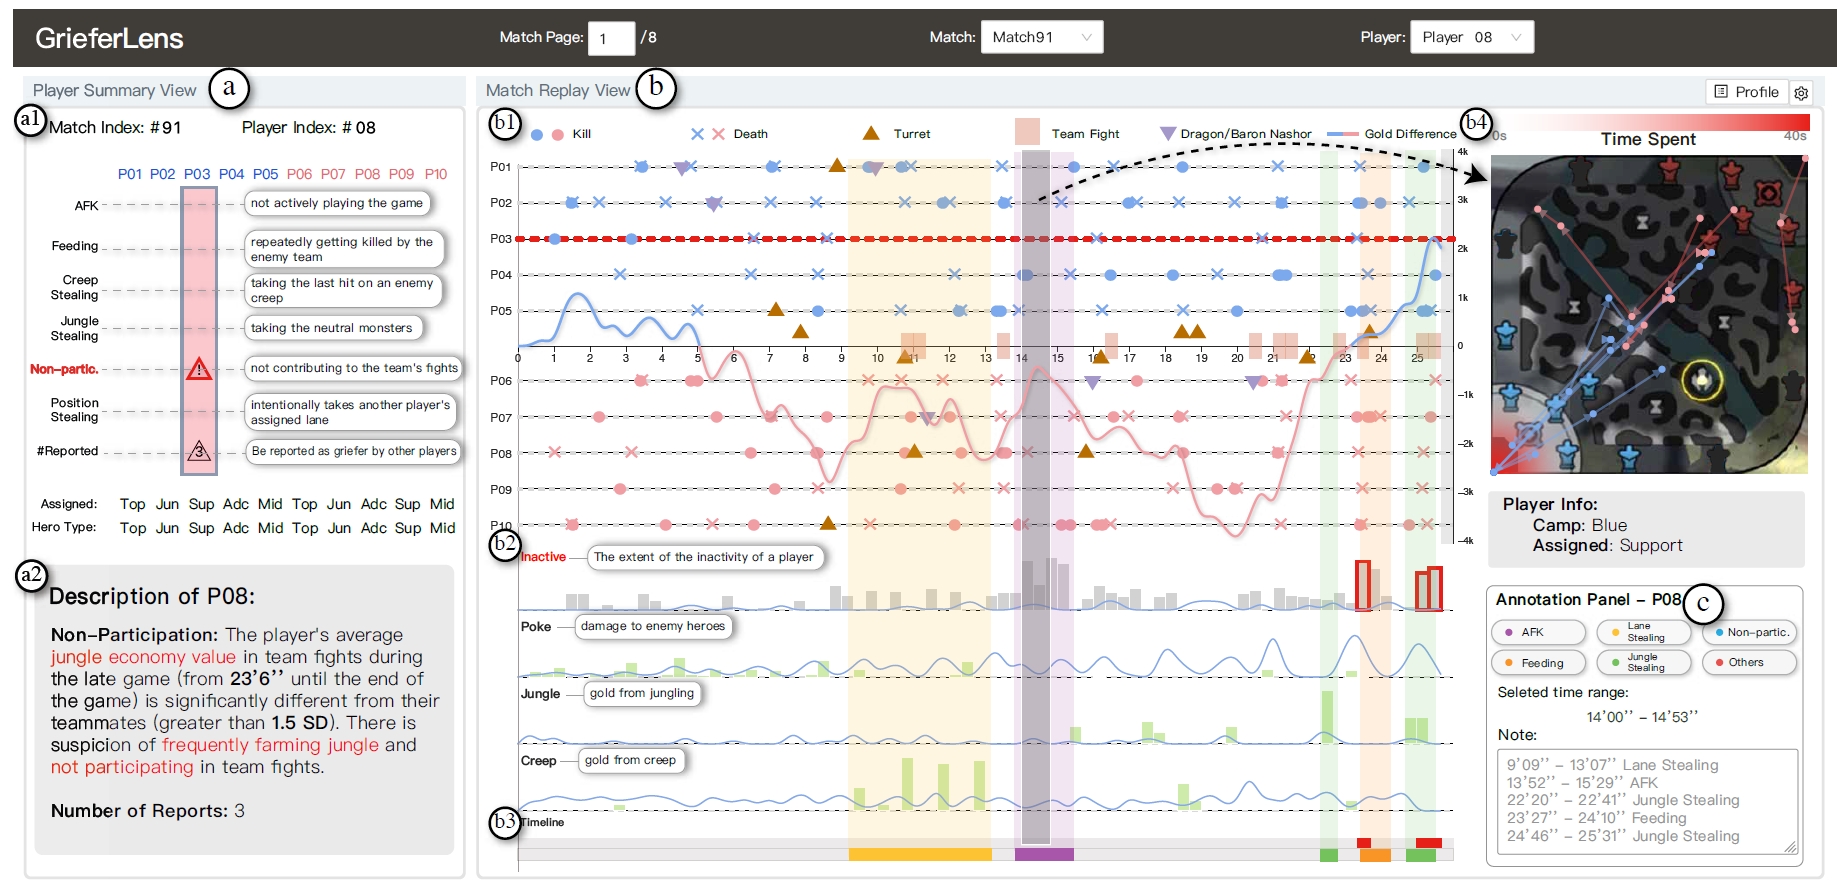 GrieferLens
Match Page: 1 /8
Match: Match91
Player: Player 08
Player Summary View a
a1
Match Index: #91 Player Index: # 08
P01 P02 P03 P04 P05 P06 P07 P08 P09 P10
AFK not actively playing the game
Feeding repeatedly getting killed by the
enemy team
Creep
Stealing
taking the last hit on an enemy
creep
Jungle
Stealing
taking the neutral monsters
Non-partic. ! not contributing to the team's fights
Position
Stealing
intentionally takes another player's
assigned lane
#Reported 3 Be reported as griefer by other players
Assigned: Top Jun Sup Adc Mid Top Jun Adc Sup Mid
Hero Type: Top Jun Sup Adc Mid Top Jun Adc Sup Mid
a2
Description of P08:
Non-Participation: The player's average
jungle economy value in team fights during
the late game (from 23'6'' until the end of
the game) is significantly different from their
teammates (greater than 1.5 SD). There is
suspicion of frequently farming jungle and
not participating in team fights.
Number of Reports: 3
Match Replay View b
Profile
b1
Kill Death Turret Team Fight Dragon/Baron Nashor Gold Difference
P01
P02
P03
P04
P05
0 1 2 3 4 5 6 7 8 9 10 11 12 13 14 15 16 17 18 19 20 21 22 23 24 25
P06
P07
P08
P09
P10
4k
3k
2k
1k
0
-1k
-2k
-3k
-4k
b2
Inactive The extent of the inactivity of a player
Poke damage to enemy heroes
Jungle gold from jungling
Creep gold from creep
b3
Timeline
b4
0s 40s
Time Spent
Player Info:
Camp: Blue
Assigned: Support
Annotation Panel - P08 c
AFK
Lane
Stealing
Non-partic.
Feeding
Jungle
Stealing
Others
Seleted time range:
14'00'' - 14'53''
Note:
9'09'' - 13'07'' Lane Stealing
13'52'' - 15'29'' AFK
22'20'' - 22'41'' Jungle Stealing
23'27'' - 24'10'' Feeding
24'46'' - 25'31'' Jungle Stealing